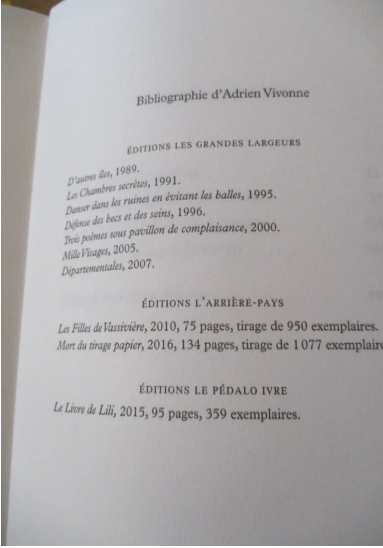 Bibliographie d'Adrien Vivonne
ÉDITIONS LES GRANDES LARGEURS
D'autres îles, 1989.
Les Chambres secrètes, 1991.
Danser dans les ruines en évitant les balles, 1995.
Défense des becs et des seins, 1996.
Trois poèmes sous pavillon de complaisance, 2000.
Mille Visages, 2005.
Départementales, 2007.
ÉDITIONS L'ARRIÈRE-PAYS
Les Filles de Vassivière, 2010, 75 pages, tirage de 950 exemplaires.
Mort du tirage papier, 2016, 134 pages, tirage de 1 077 exemplaire
ÉDITIONS LE PÉDALO IVRE
Le Livre de Lili, 2015, 95 pages, 359 exemplaires.